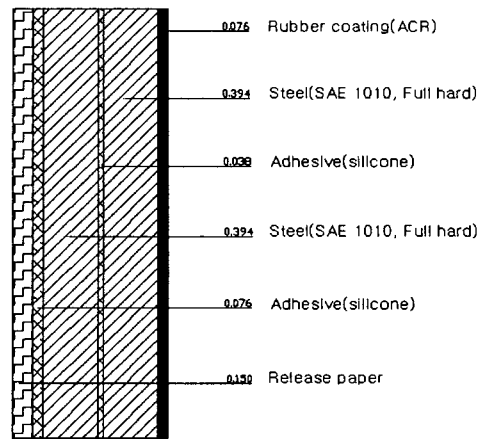 0.076 Rubber coating(ACR)
0.394 Steel(SAE 1010, Full hard)
0.038 Adhesive(silicone)
0.394 Steel(SAE 1010, Full hard)
0.076 Adhesive(silicone)
0.150 Release paper